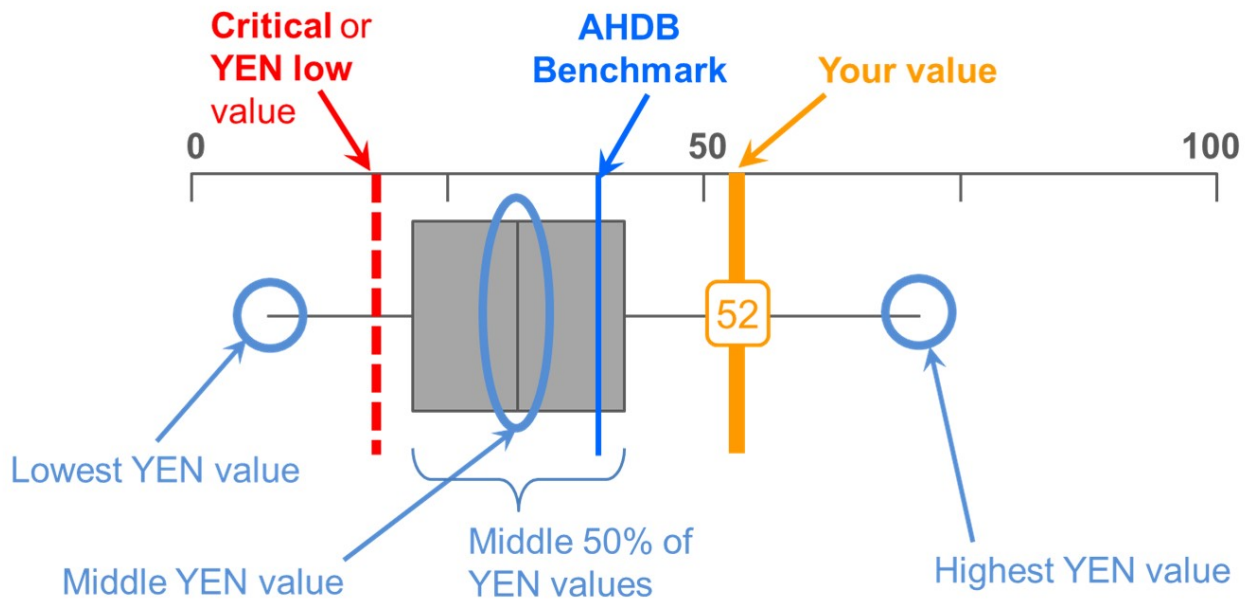 Critical or
YEN low
value
AHDB
Benchmark
Your value
0
50
100
52
Lowest YEN value
Middle YEN value
Middle 50% of
YEN values
Highest YEN value